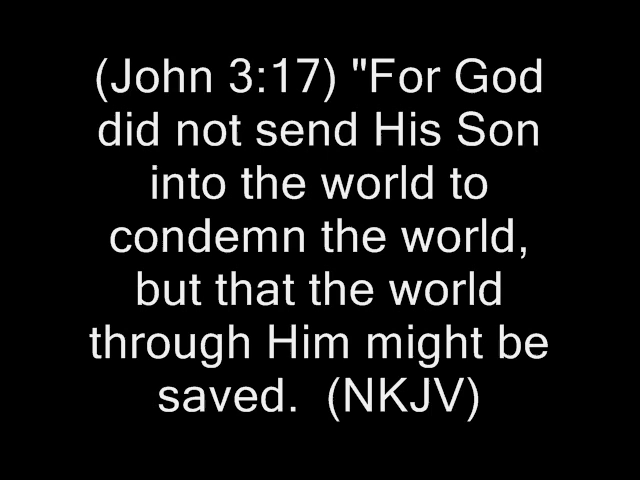 (John 3:17) "For God
did not send His Son
into the world to
condemn the world,
but that the world
through Him might be
saved.  (NKJV)